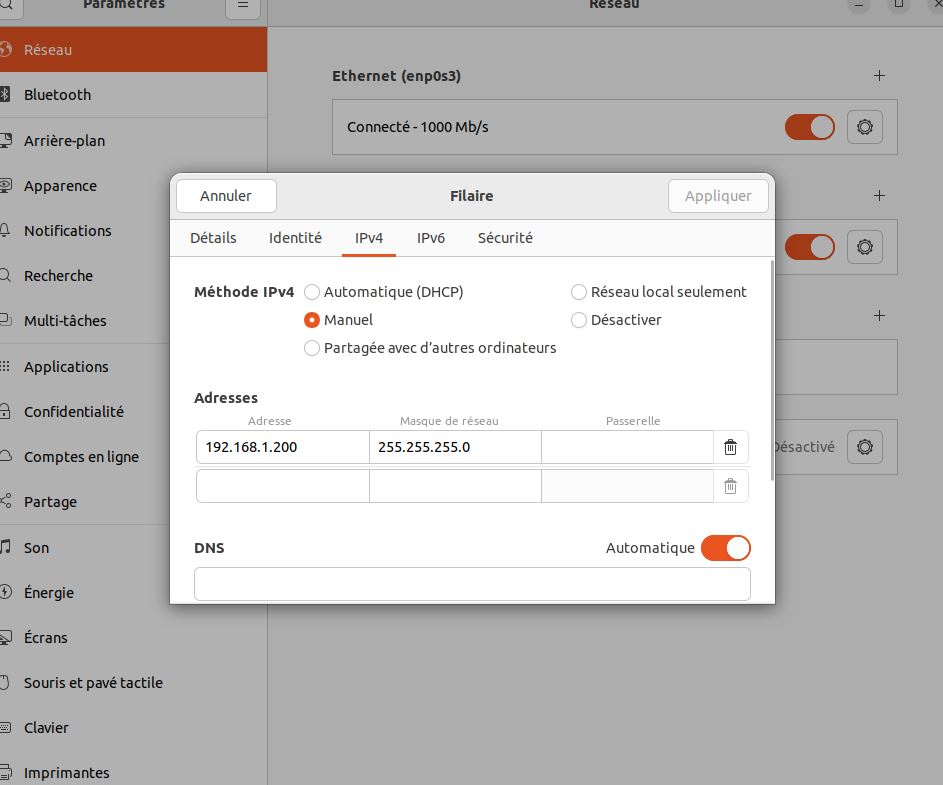 Paramètres
Réseau
Réseau
Bluetooth
Arrière-plan
Apparence
Notifications
Recherche
Multi-tâches
Applications
Confidentialité
Comptes en ligne
Partage
Son
Énergie
Écrans
Souris et pavé tactile
Clavier
Imprimantes
Ethernet (enp0s3)
Connecté - 1000 Mb/s
Désactivé
Annuler
Filaire
Appliquer
Détails Identité IPv4 IPv6 Sécurité
Méthode IPv4 Automatique (DHCP) Réseau local seulement
Manuel Désactiver
Partagée avec d’autres ordinateurs
Adresses
Adresse Masque de réseau Passerelle
192.168.1.200 255.255.255.0
DNS Automatique